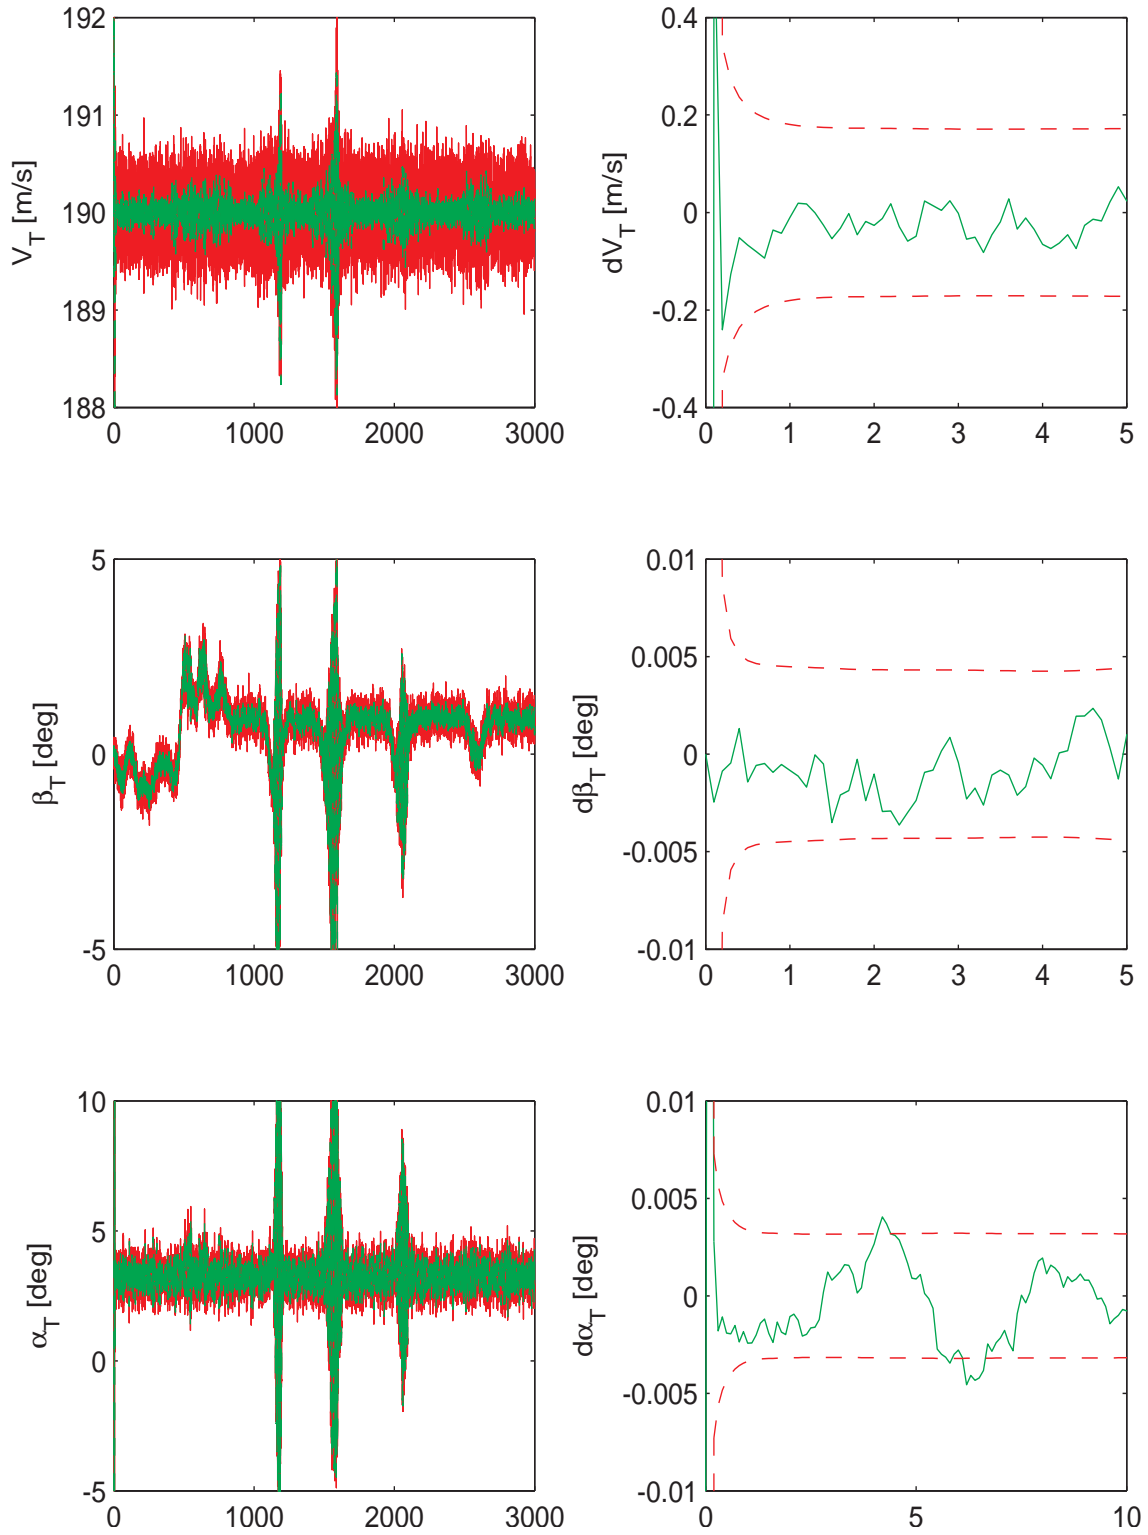 192
191
190
189
188
V_T [m/s]
0 1000 2000 3000
0.4
0.2
0
-0.2
-0.4
dV_T [m/s]
0 1 2 3 4 5
5
0
-5
β_T [deg]
0 1000 2000 3000
0.01
0.005
0
-0.005
-0.01
dβ_T [deg]
0 1 2 3 4 5
10
5
0
-5
α_T [deg]
0 1000 2000 3000
0.01
0.005
0
-0.005
-0.01
dα_T [deg]
0 5 10